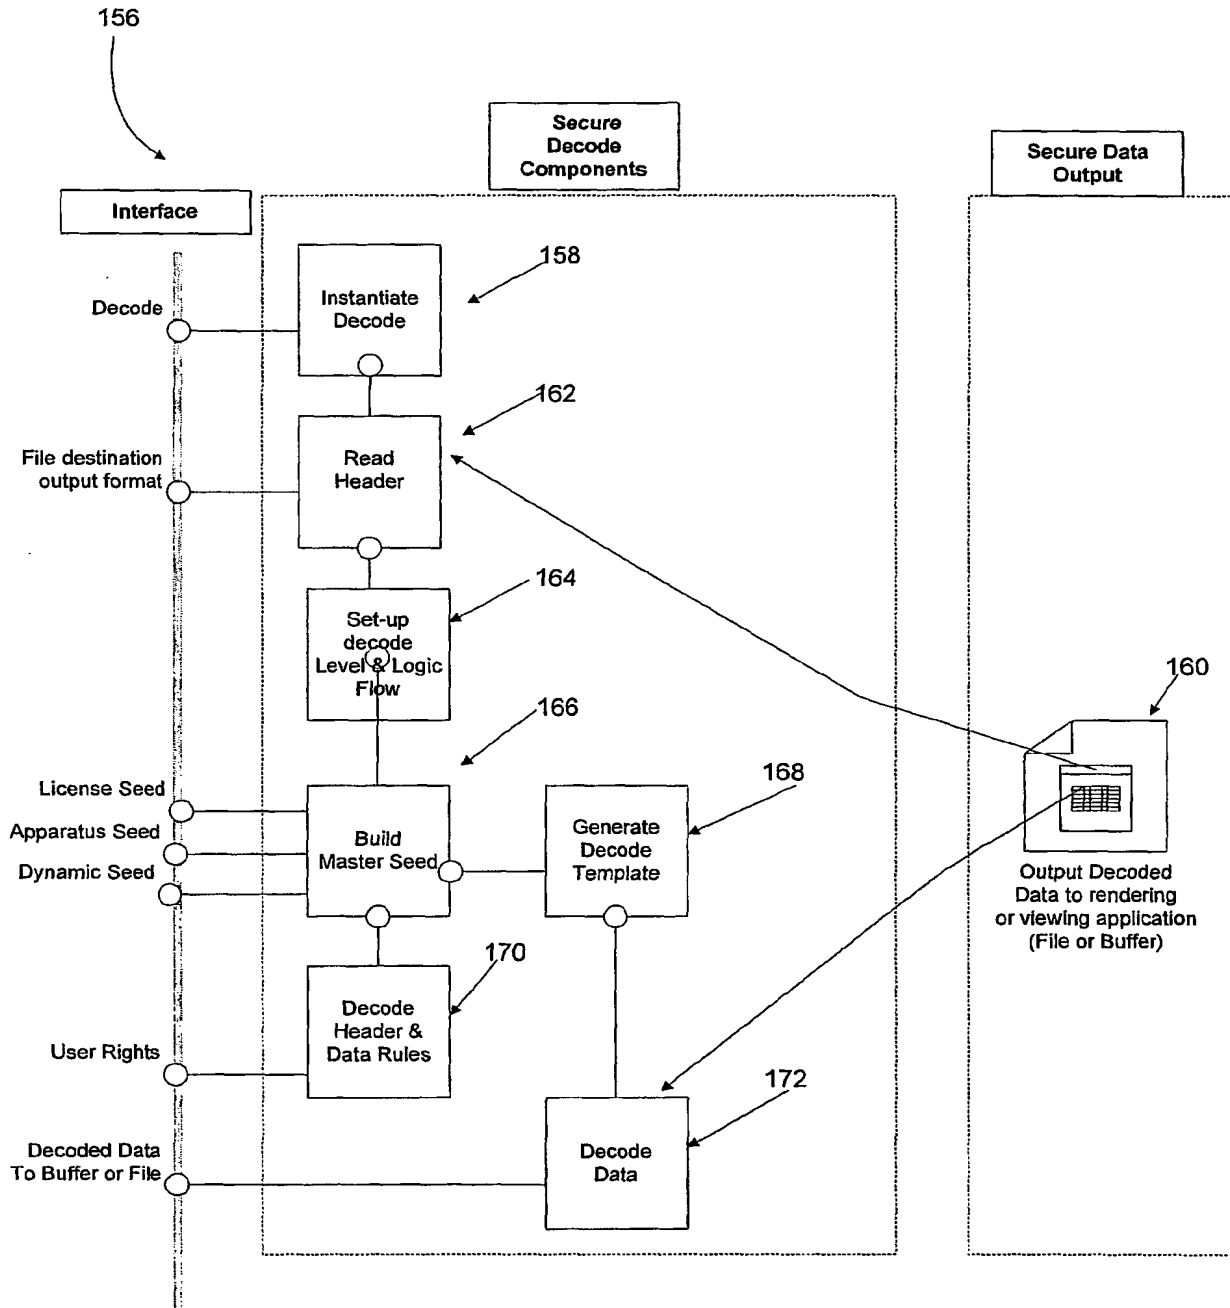 156
Secure
Decode
Components
Secure Data
Output
Interface
158
Instantiate
Decode
Decode
162
File destination
output format
Read
Header
164
Set-up
decode
Level & Logic
Flow
160
166
License Seed
Apparatus Seed
Dynamic Seed
Build
Master Seed
168
Generate
Decode
Template
Output Decoded
Data to rendering
or viewing application
(File or Buffer)
170
Decode
Header &
Data Rules
User Rights
172
Decoded Data
To Buffer or File
Decode
Data